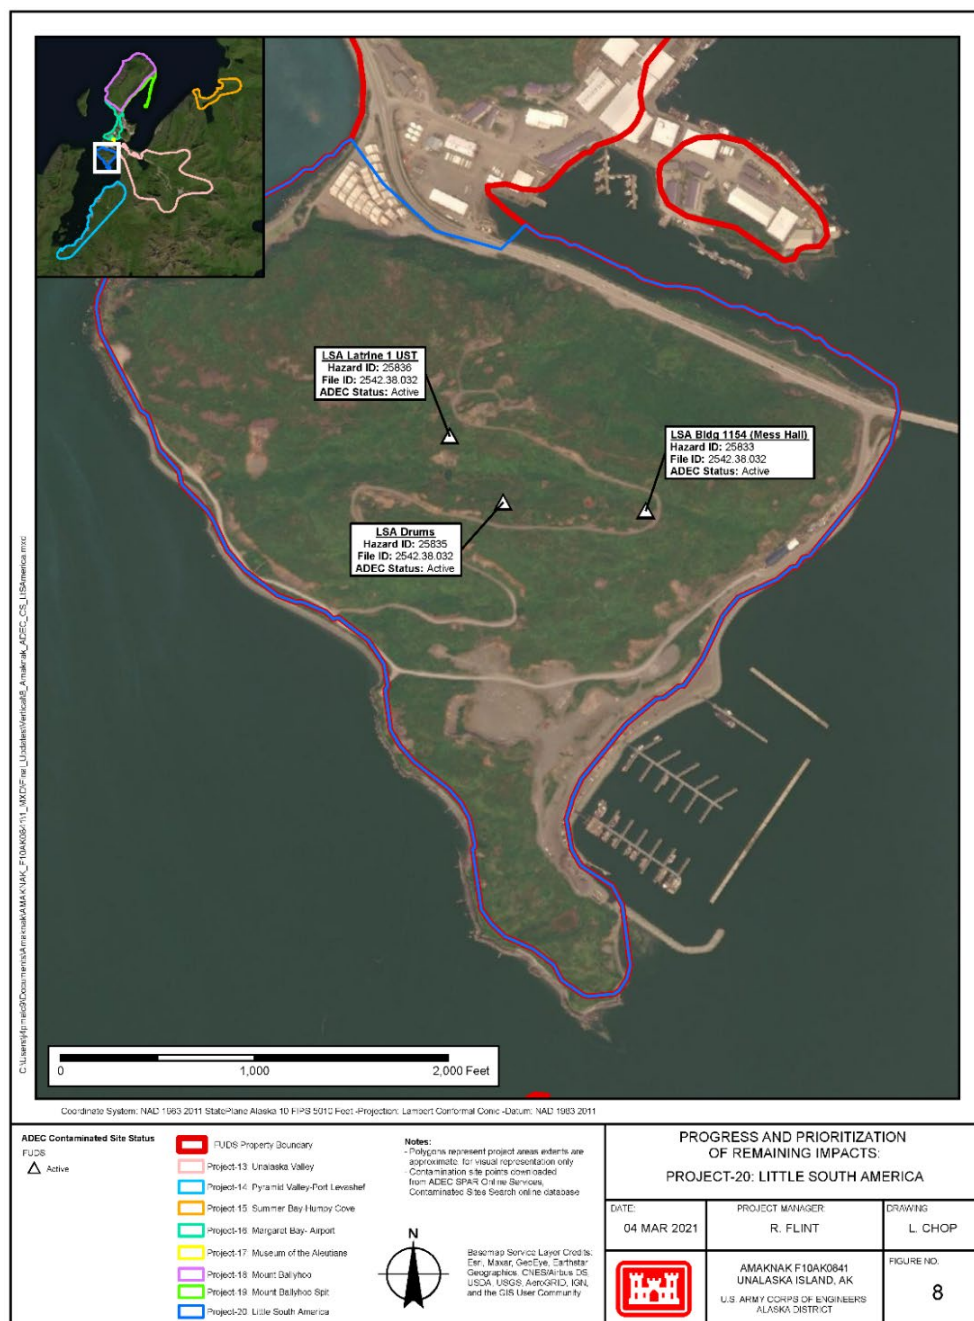 LSA Latrine 1 UST
Hazard ID: 25836
File ID: 2542.38.032
ADEC Status: Active
LSA Bldg 1154 (Mess Hall)
Hazard ID: 25833
File ID: 2542.38.032
ADEC Status: Active
LSA Drums
Hazard ID: 25835
File ID: 2542.38.032
ADEC Status: Active
0 1,000 2,000 Feet
Coordinate System: NAD 1983 2011 StatePlane Alaska 10 FIPS 5010 Feet -Projection: Lambert Conformal Conic -Datum: NAD 1983 2011
ADEC Contaminated Site Status
FUDS
Active
FUDS Property Boundary
Project-13: Unalaska Valley
Project-14: Pyramid Valley-Port Levashef
Project-15: Summer Bay-Humpy Cove
Project-16: Margaret Bay- Airport
Project-17: Museum of the Aleutians
Project-18: Mount Ballyhoo
Project-19: Mount Ballyhoo Spit
Project-20: Little South America
Notes:
- Polygons represent project areas extents are
approximate, for visual representation only
- Contamination site points downloaded
from ADEC SPAR Online Services,
Contaminated Sites Search online database
N
Basemap Service Layer Credits:
Esri, Maxar, GeoEye, Earthstar
Geographics, CNES/Airbus DS,
USDA, USGS, AeroGRID, IGN,
and the GIS User Community
PROGRESS AND PRIORITIZATION
OF REMAINING IMPACTS:
PROJECT-20: LITTLE SOUTH AMERICA
DATE:
04 MAR 2021
PROJECT MANAGER:
R. FLINT
DRAWING
L. CHOP
AMAKNAK F10AK0841
UNALASKA ISLAND, AK
U.S. ARMY CORPS OF ENGINEERS
ALASKA DISTRICT
FIGURE NO.
8